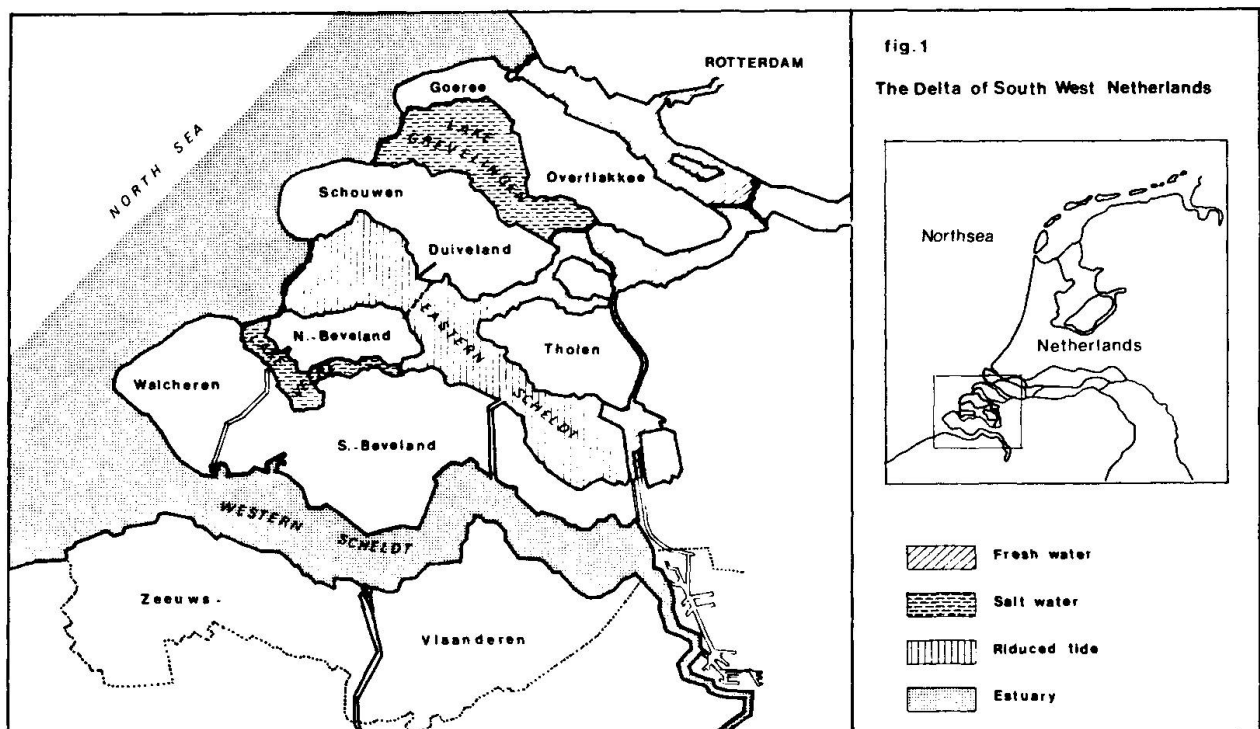 ROTTERDAM
Goeree
LAKE
GREVELINGEN
NORTH SEA
Overflakkee
Schouwen
Duiveland
EASTERN
SCHELDT
N.-Beveland
Tholen
Walcheren
S.-Beveland
WESTERN
SCHELDT
Zeeuws-
Vlaanderen
fig.1
The Delta of South West Netherlands
Northsea
Netherlands
Fresh water
Salt water
Riduced tide
Estuary